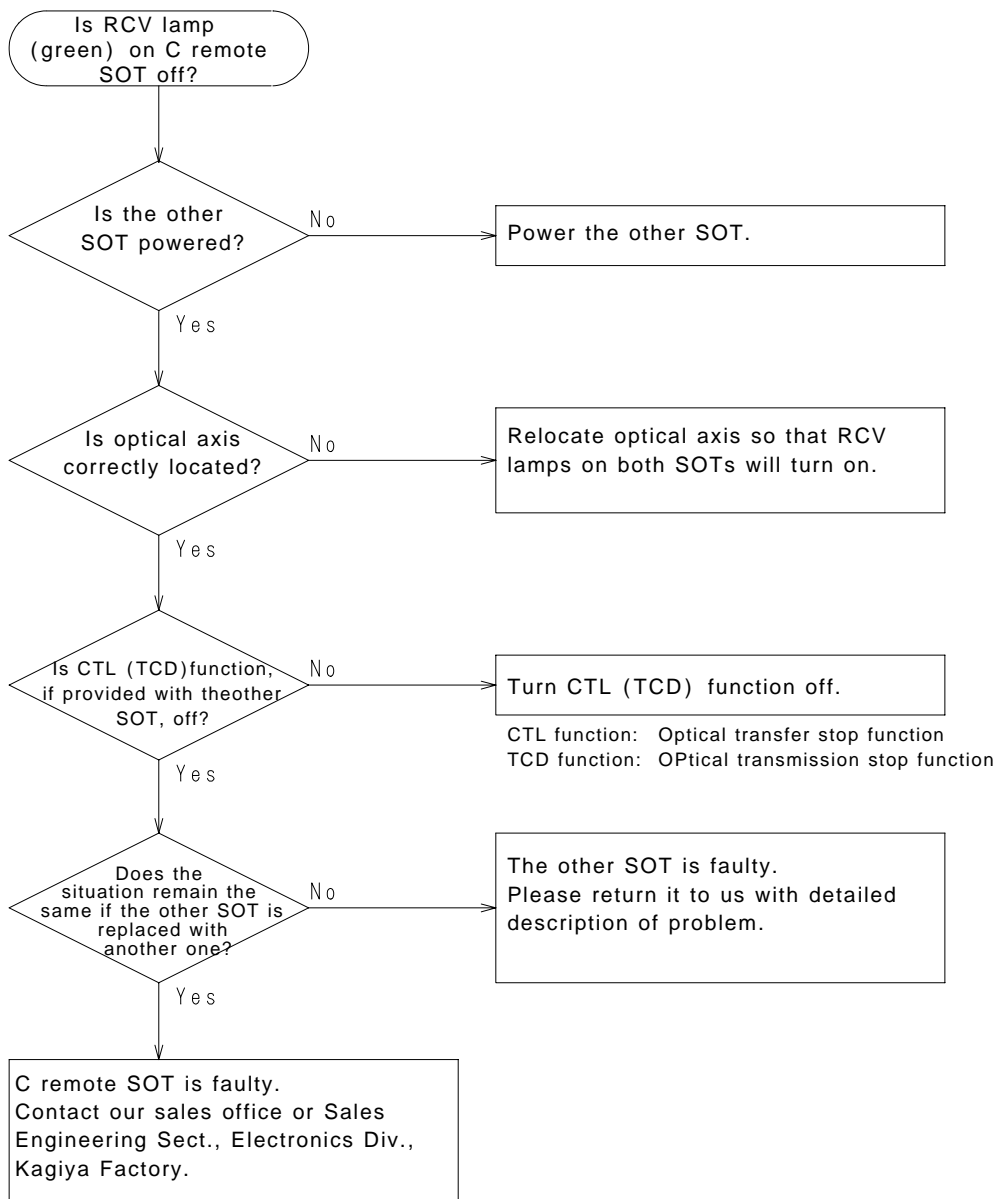 Is RCV lamp
(green) on C remote
SOT off?
Is the other
SOT powered?
No
Power the other SOT.
Yes
Is optical axis
correctly located?
No
Relocate optical axis so that RCV
lamps on both SOTs will turn on.
Yes
Is CTL (TCD)function,
if provided with theother
SOT, off?
No
Turn CTL (TCD) function off.
CTL function: Optical transfer stop function
TCD function: OPtical transmission stop function
Yes
Does the
situation remain the
same if the other SOT is
replaced with
another one?
No
The other SOT is faulty.
Please return it to us with detailed
description of problem.
Yes
C remote SOT is faulty.
Contact our sales office or Sales
Engineering Sect., Electronics Div.,
Kagiya Factory.